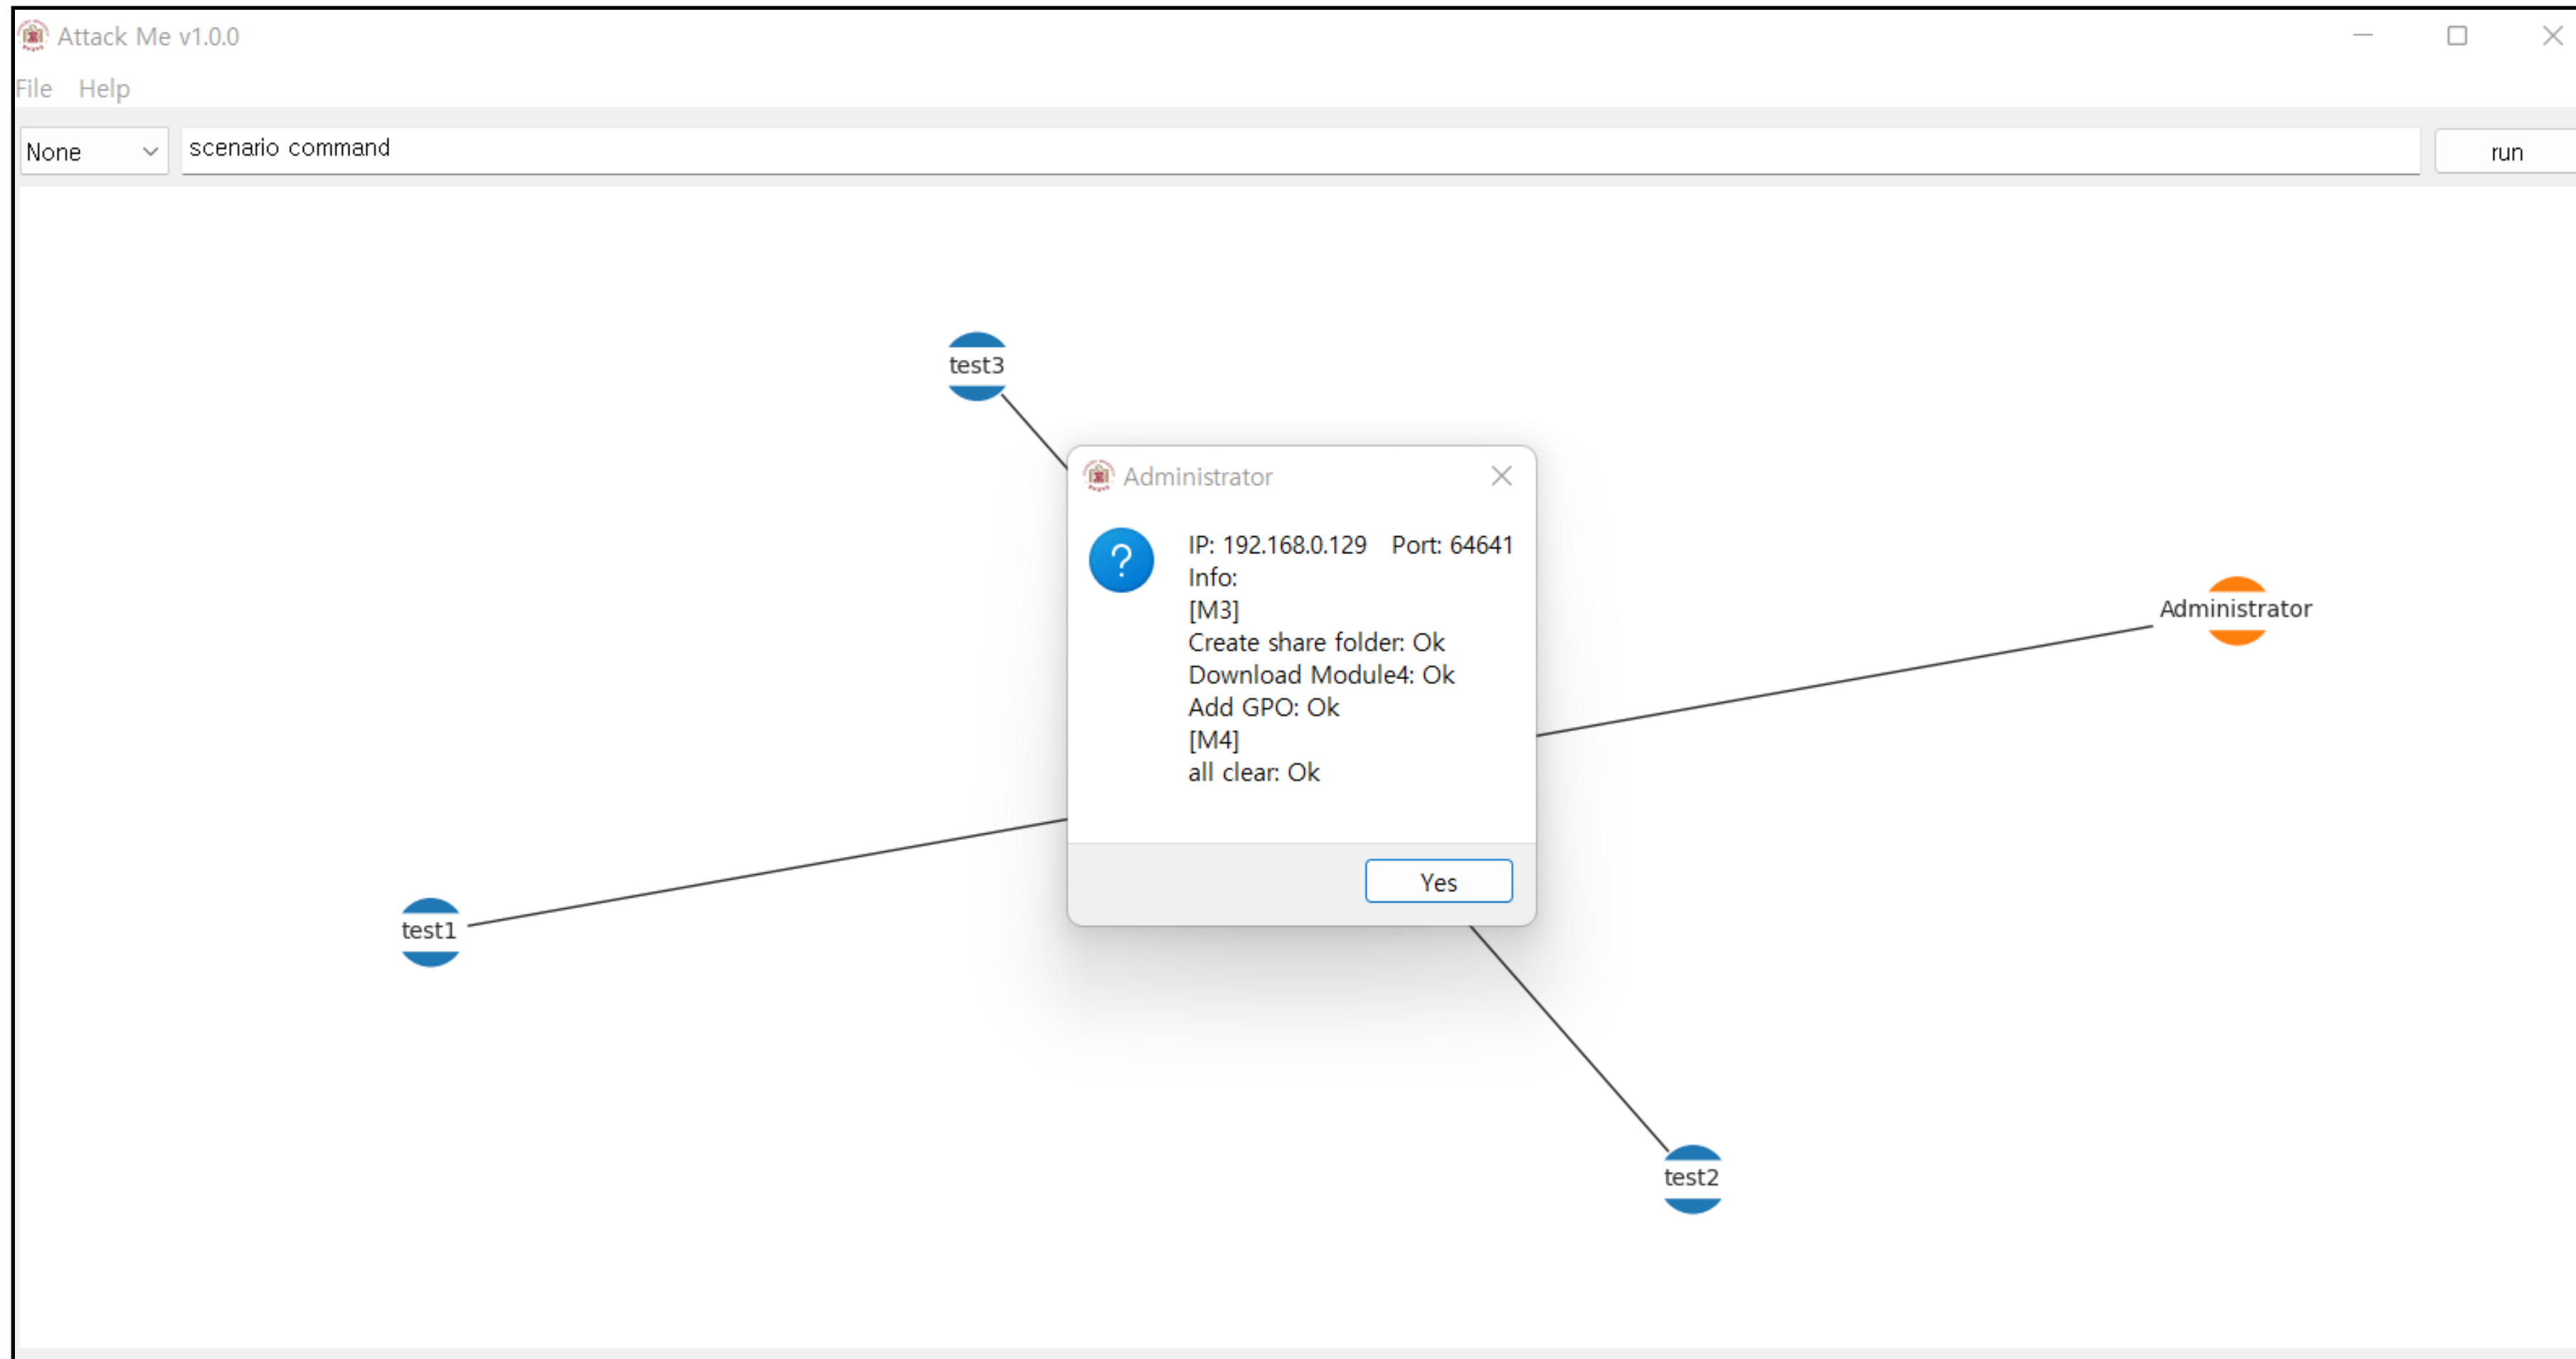 Attack Me v1.0.0
File Help
None scenario command run
test3
Administrator
IP: 192.168.0.129 Port: 64641
Info:
[M3]
Create share folder: Ok
Download Module4: Ok
Add GPO: Ok
[M4]
all clear: Ok
Yes
Administrator
test1
test2